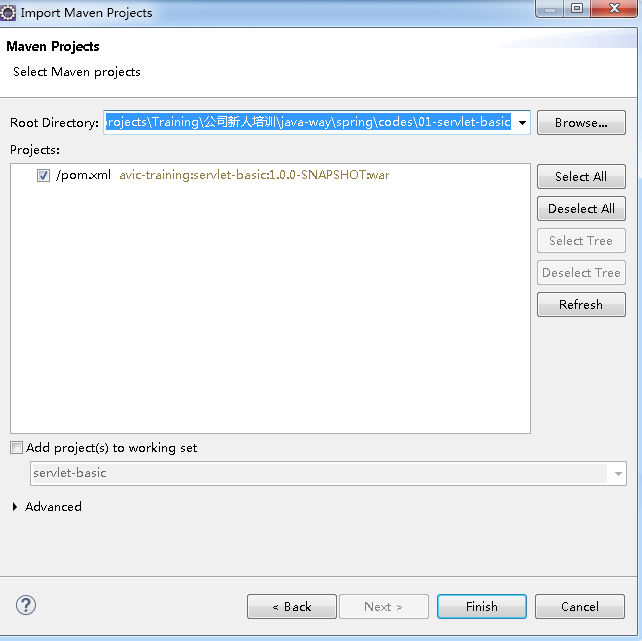 Import Maven Projects
Maven Projects
Select Maven projects
Root Directory: rojects\Training\公司新人培训\java-way\spring\codes\01-servlet-basic Browse...
Projects:
/pom.xml avic-training:servlet-basic:1.0.0-SNAPSHOT:war
Select All
Deselect All
Select Tree
Deselect Tree
Refresh
Add project(s) to working set
servlet-basic
Advanced
? < Back Next > Finish Cancel